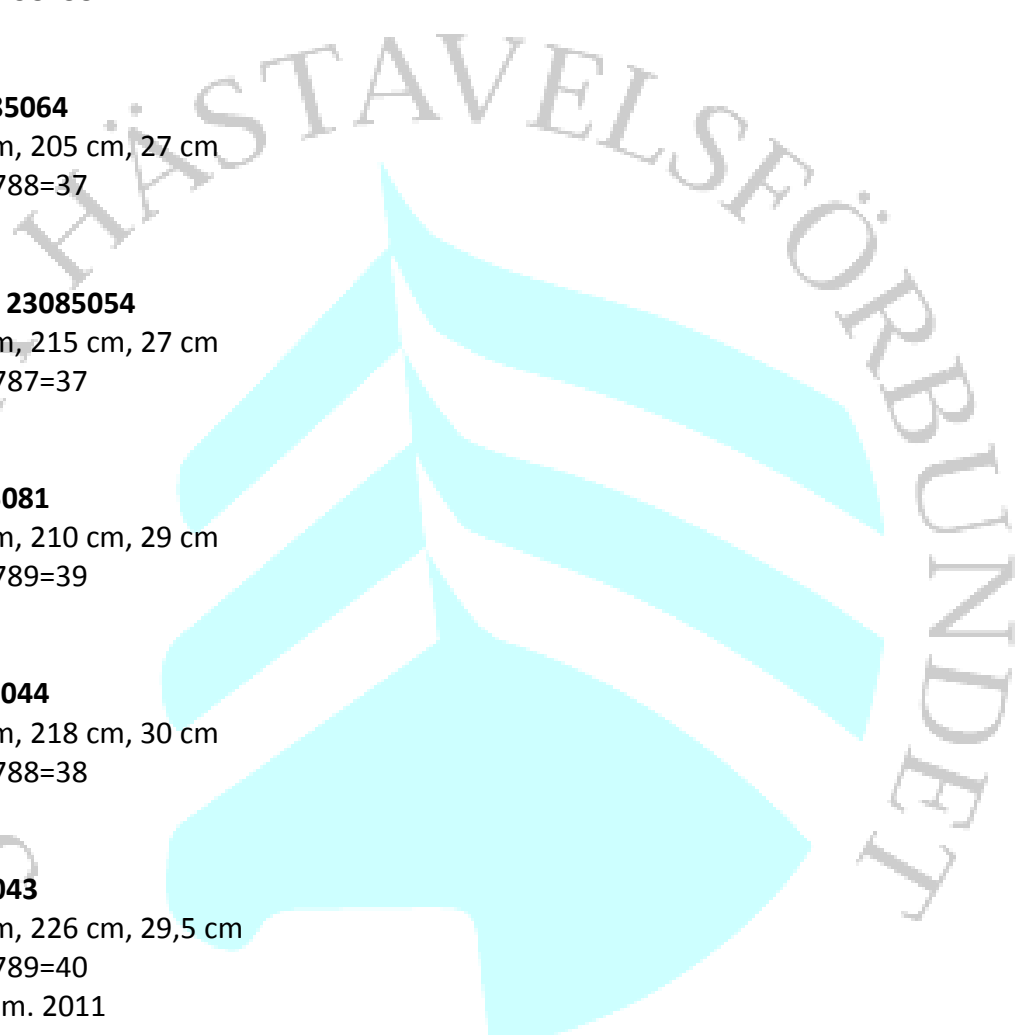 85064
m, 205 cm, 27 cm
788=37
23085054
m, 215 cm, 27 cm
787=37
081
m, 210 cm, 29 cm
789=39
044
m, 218 cm, 30 cm
788=38
043
m, 226 cm, 29,5 cm
789=40
m. 2011
HÄSTAVELSFÖRBUNDET